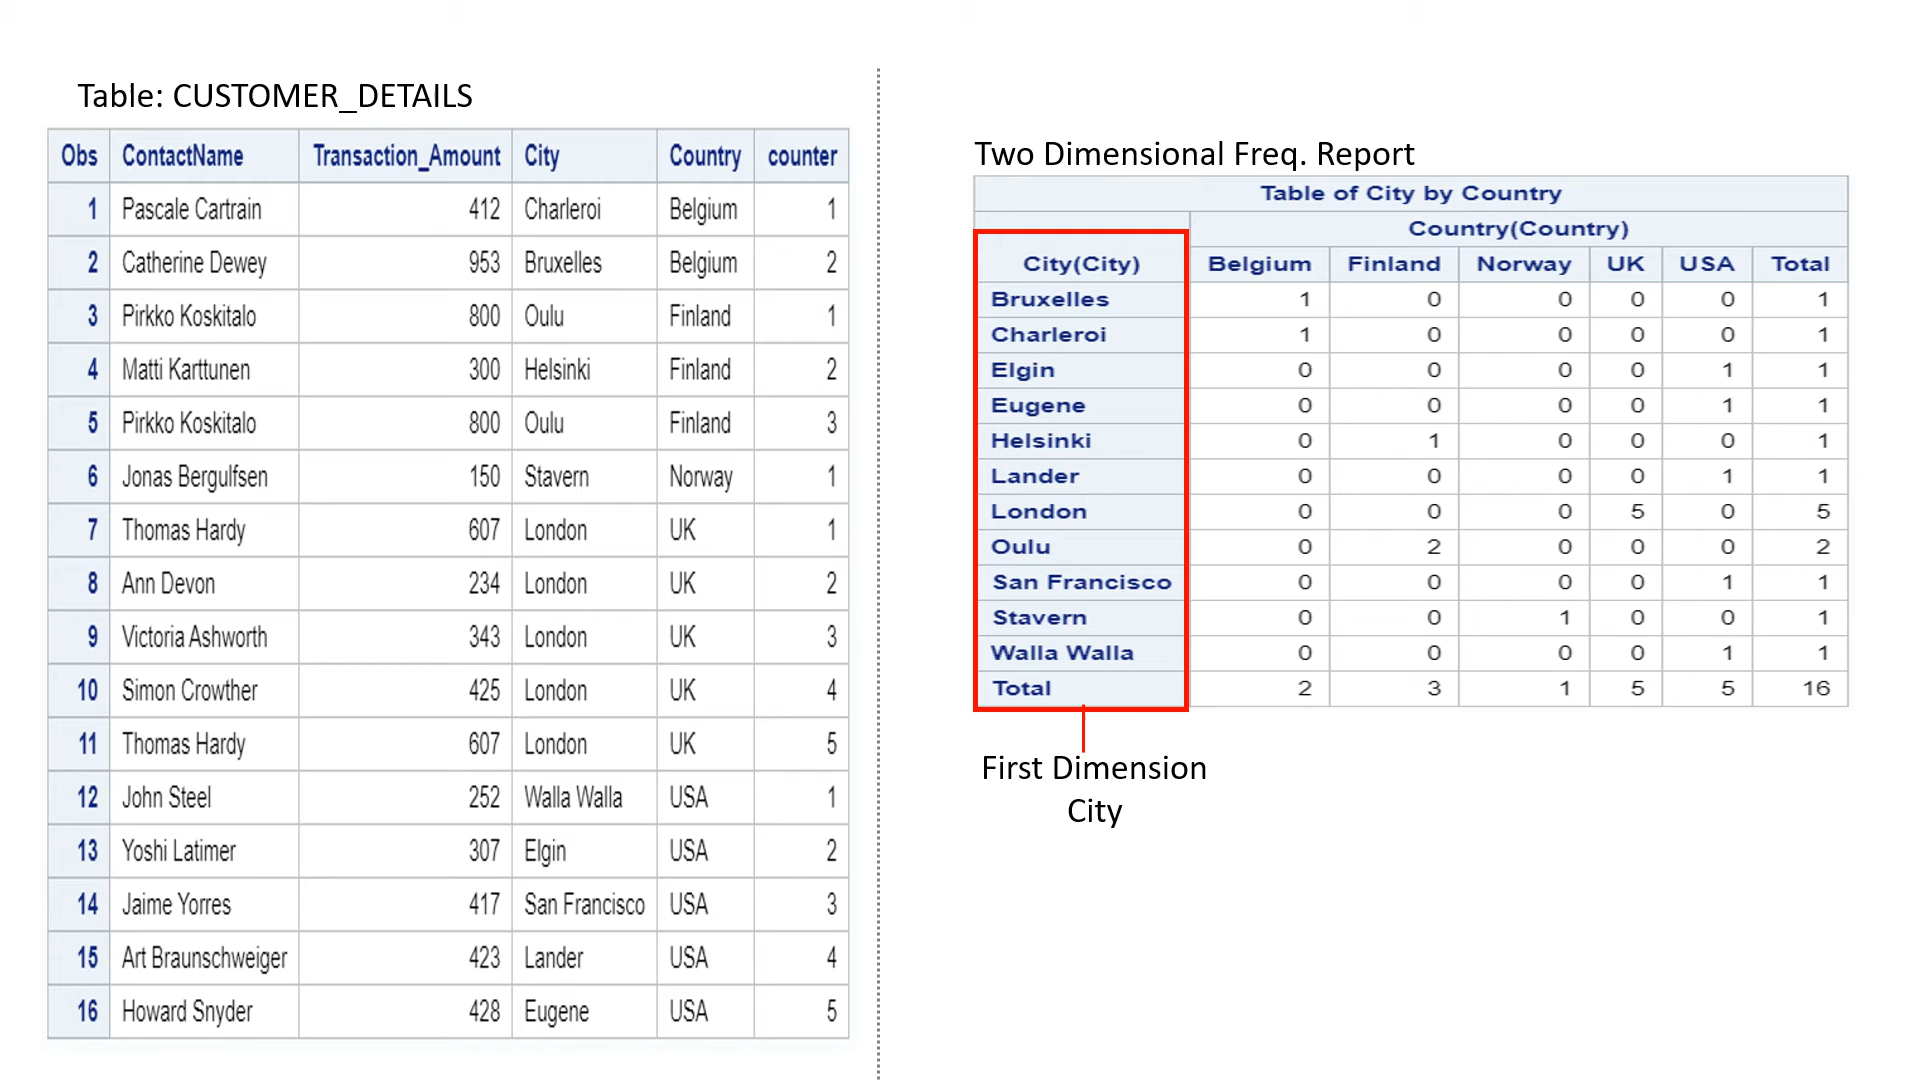 Table: CUSTOMER_DETAILS
Obs ContactName Transaction_Amount City Country counter
1 Pascale Cartrain 412 Charleroi Belgium 1
2 Catherine Dewey 953 Bruxelles Belgium 2
3 Pirkko Koskitalo 800 Oulu Finland 1
4 Matti Karttunen 300 Helsinki Finland 2
5 Pirkko Koskitalo 800 Oulu Finland 3
6 Jonas Bergulfsen 150 Stavern Norway 1
7 Thomas Hardy 607 London UK 1
8 Ann Devon 234 London UK 2
9 Victoria Ashworth 343 London UK 3
10 Simon Crowther 425 London UK 4
11 Thomas Hardy 607 London UK 5
12 John Steel 252 Walla Walla USA 1
13 Yoshi Latimer 307 Elgin USA 2
14 Jaime Yorres 417 San Francisco USA 3
15 Art Braunschweiger 423 Lander USA 4
16 Howard Snyder 428 Eugene USA 5
Two Dimensional Freq. Report
Table of City by Country
Country(Country)
City(City) Belgium Finland Norway UK USA Total
Bruxelles 1 0 0 0 0 1
Charleroi 1 0 0 0 0 1
Elgin 0 0 0 0 1 1
Eugene 0 0 0 0 1 1
Helsinki 0 1 0 0 0 1
Lander 0 0 0 0 1 1
London 0 0 0 5 0 5
Oulu 0 2 0 0 0 2
San Francisco 0 0 0 0 1 1
Stavern 0 0 1 0 0 1
Walla Walla 0 0 0 0 1 1
Total 2 3 1 5 5 16
First Dimension
City